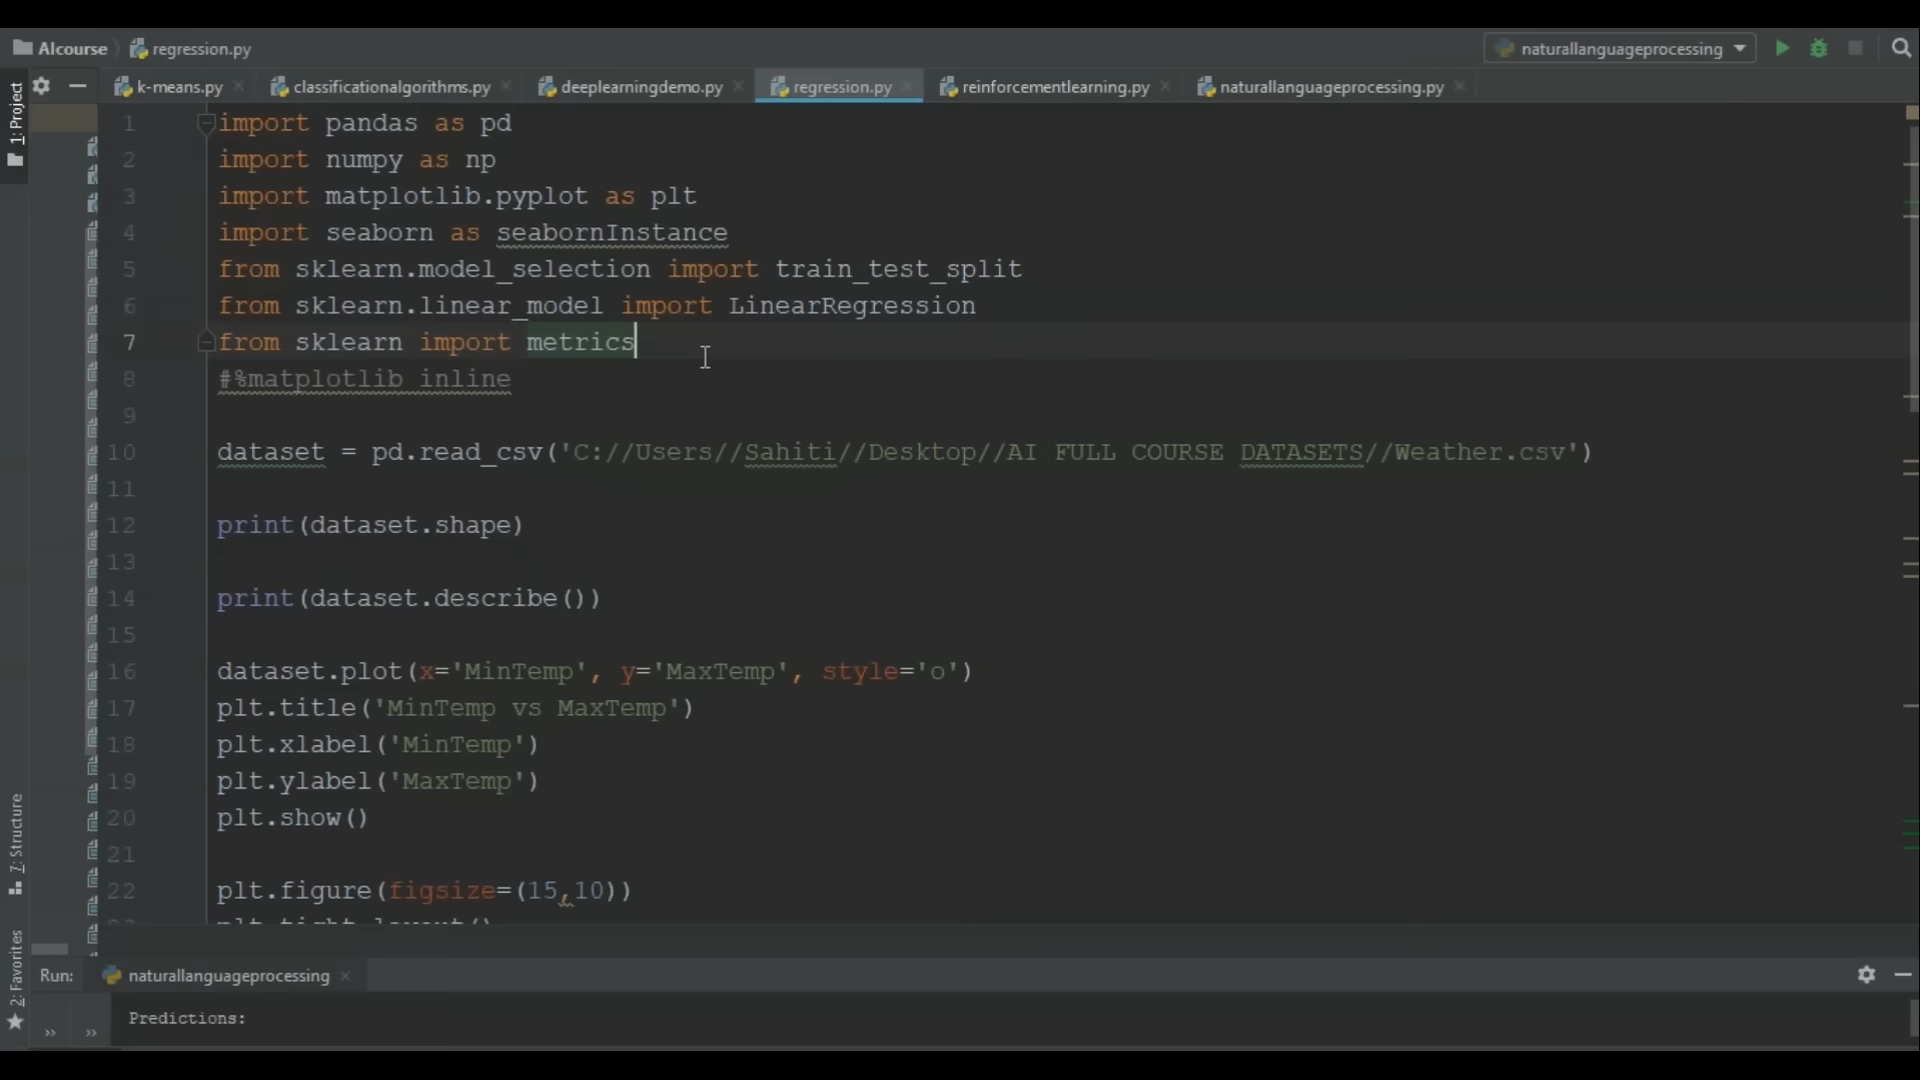 AIcourse regression.py naturallanguageprocessing
1: Project
k-means.py classificationalgorithms.py deeplearningdemo.py regression.py reinforcementlearning.py naturallanguageprocessing.py
1 import pandas as pd
2 import numpy as np
3 import matplotlib.pyplot as plt
4 import seaborn as seabornInstance
5 from sklearn.model_selection import train_test_split
6 from sklearn.linear_model import LinearRegression
7 from sklearn import metrics
8 #%matplotlib inline
9
10 dataset = pd.read_csv('C://Users//Sahiti//Desktop//AI FULL COURSE DATASETS//Weather.csv')
11
12 print(dataset.shape)
13
14 print(dataset.describe())
15
16 dataset.plot(x='MinTemp', y='MaxTemp', style='o')
17 plt.title('MinTemp vs MaxTemp')
18 plt.xlabel('MinTemp')
19 plt.ylabel('MaxTemp')
20 plt.show()
21
22 plt.figure(figsize=(15,10))
23 plt.tight_layout()
7: Structure
2: Favorites
Run: naturallanguageprocessing
» » Predictions: